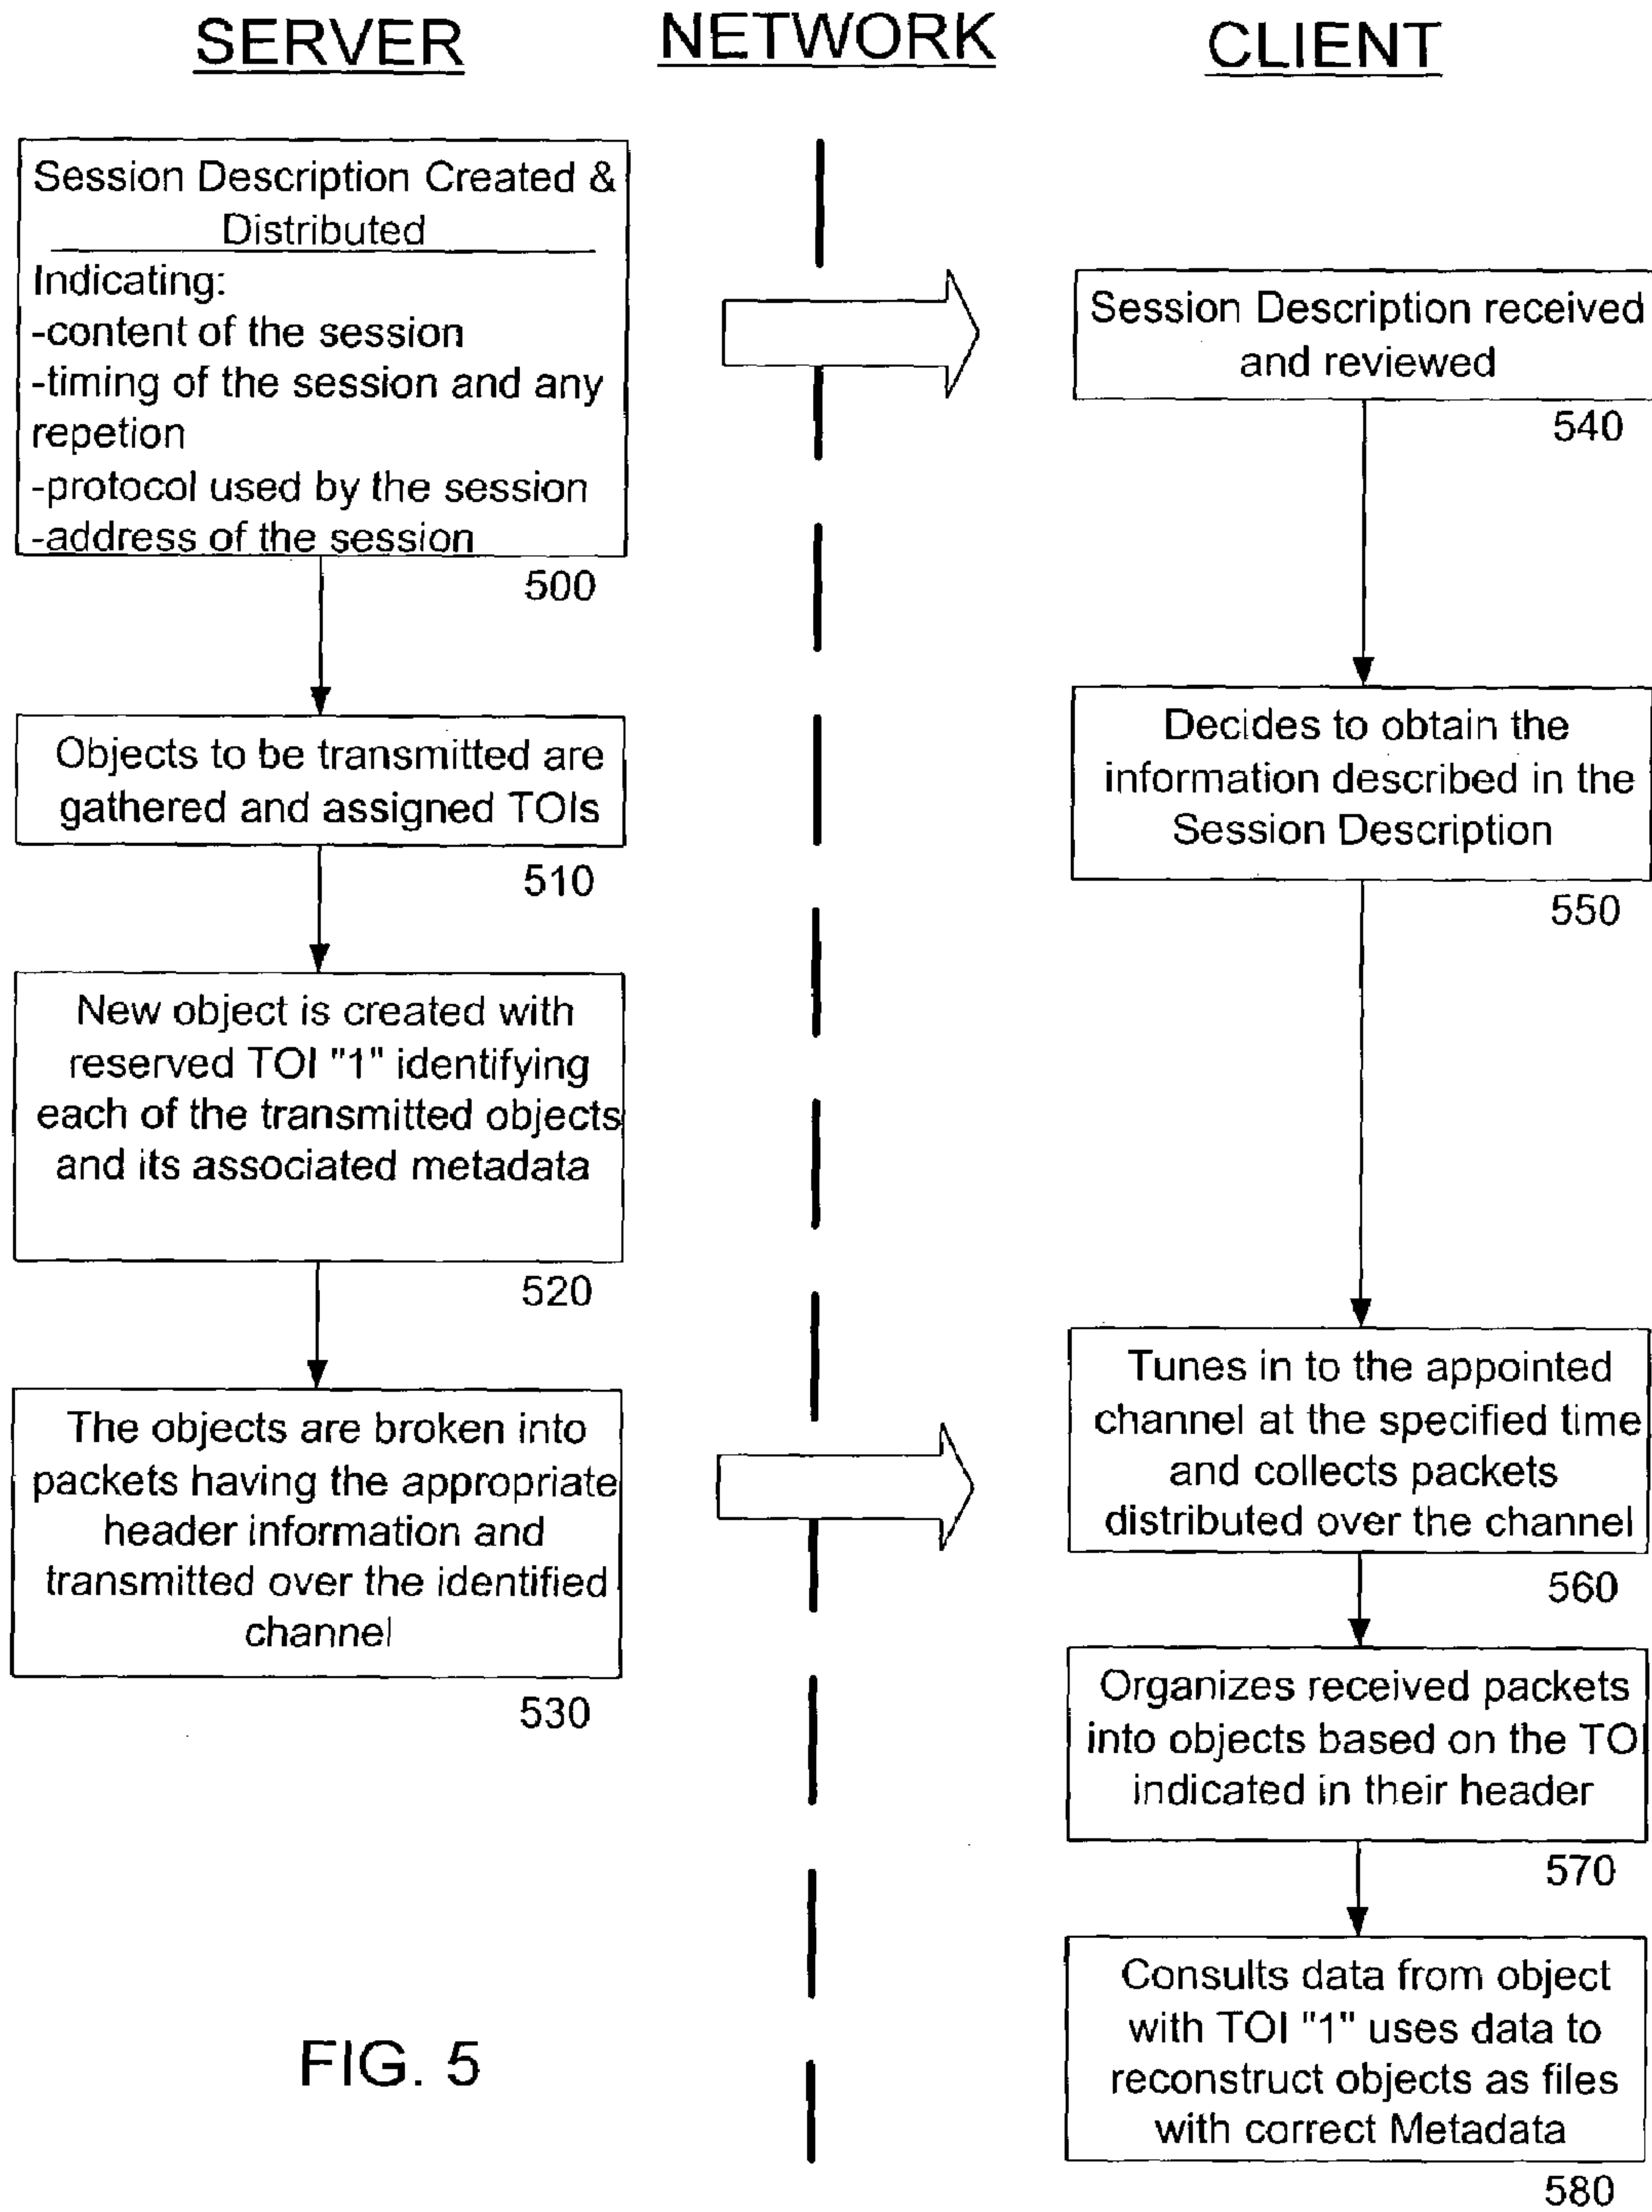 SERVER
NETWORK
CLIENT
Session Description Created &
Distributed
Indicating:
-content of the session
-timing of the session and any
repetion
-protocol used by the session
-address of the session
500
Objects to be transmitted are
gathered and assigned TOIs
510
New object is created with
reserved TOI "1" identifying
each of the transmitted objects
and its associated metadata
520
The objects are broken into
packets having the appropriate
header information and
transmitted over the identified
channel
530
Session Description received
and reviewed
540
Decides to obtain the
information described in the
Session Description
550
Tunes in to the appointed
channel at the specified time
and collects packets
distributed over the channel
560
Organizes received packets
into objects based on the TOI
indicated in their header
570
Consults data from object
with TOI "1" uses data to
reconstruct objects as files
with correct Metadata
580
FIG. 5